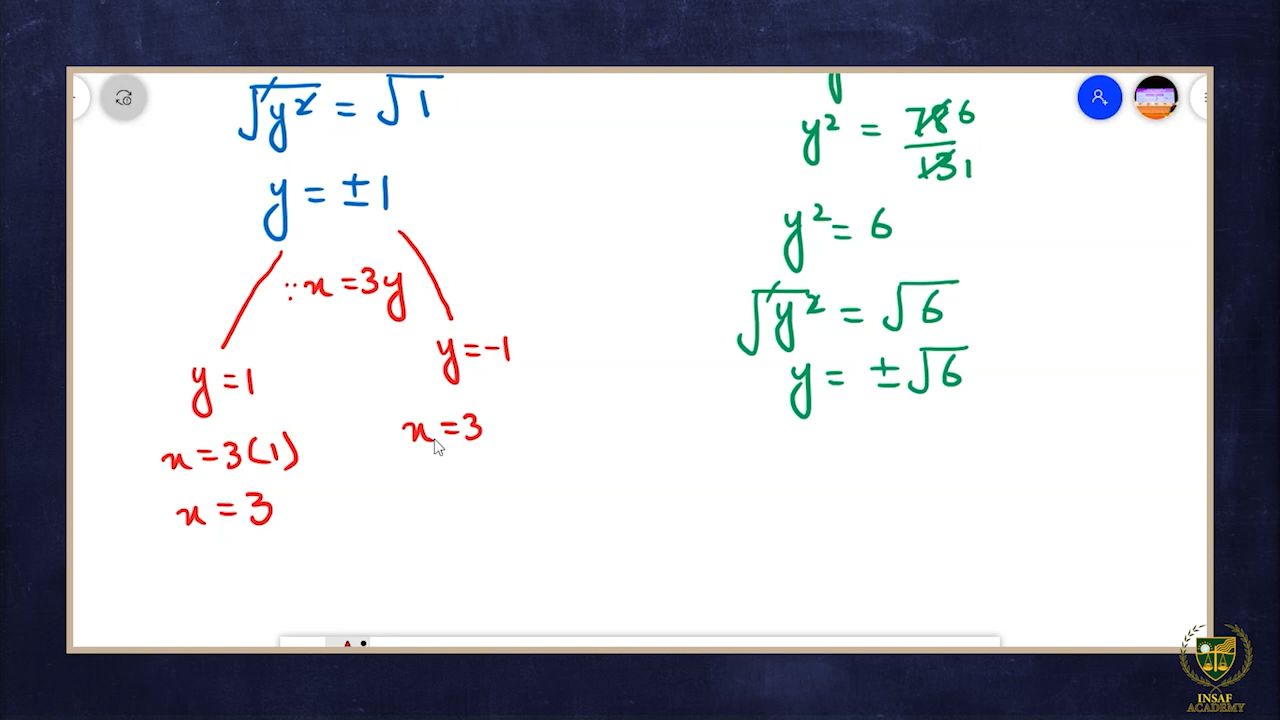 √y² = √1
y = ±1
∵ x = 3y
y = 1
x = 3(1)
x = 3
y = -1
x = 3
y² = 78 6 / 13 1
y² = 6
√y² = √6
y = ±√6
INSAF
ACADEMY